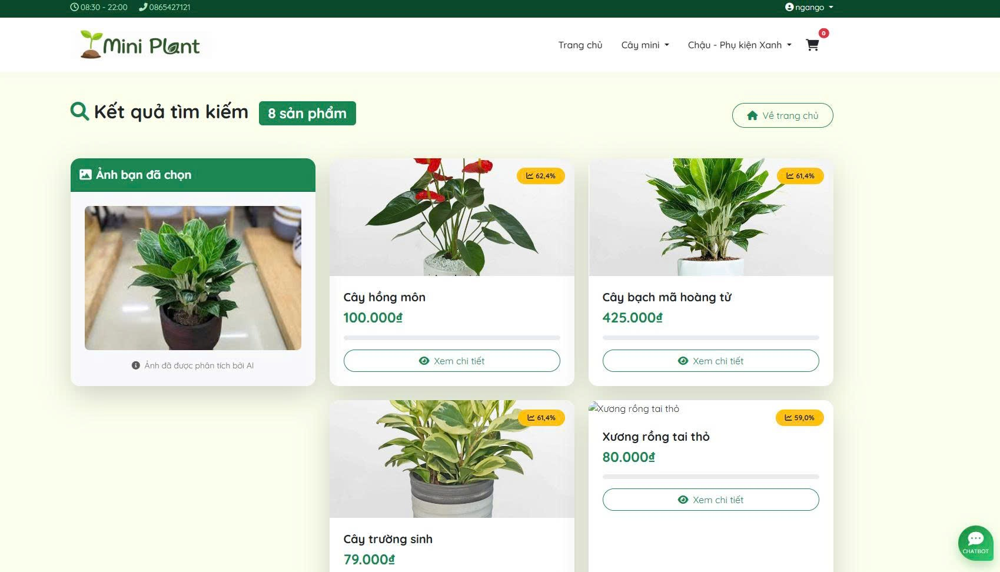 08:30 - 22:00 0865427121 ngango
Mini Plant
Trang chủ Cây mini Chậu - Phụ kiện Xanh 0
Kết quả tìm kiếm 8 sản phẩm
Về trang chủ
Ảnh bạn đã chọn
Ảnh đã được phân tích bởi AI
62,4%
Cây hồng môn
100.000₫
Xem chi tiết
61,4%
Cây bạch mã hoàng tử
425.000₫
Xem chi tiết
61,4%
Cây trường sinh
79.000₫
Xương rồng tai thỏ
59,0%
Xương rồng tai thỏ
80.000₫
Xem chi tiết
CHATBOT